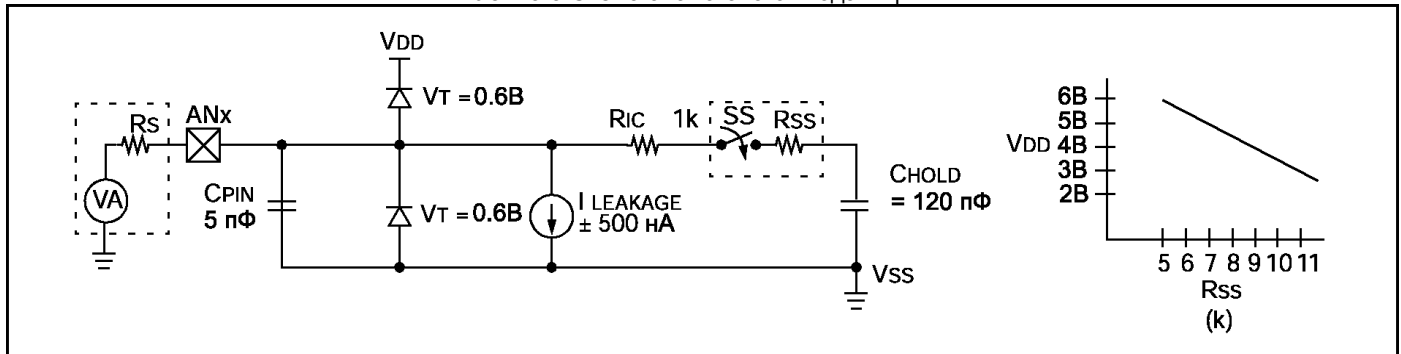 VDD
VT = 0.6В
RS
ANx
RIC
1k
SS
RSS
VA
CPIN
5 пФ
VT = 0.6В
I LEAKAGE
± 500 нА
CHOLD
= 120 пФ
VSS
6В
5В
VDD 4В
3В
2В
5 6 7 8 9 10 11
RSS
(k)